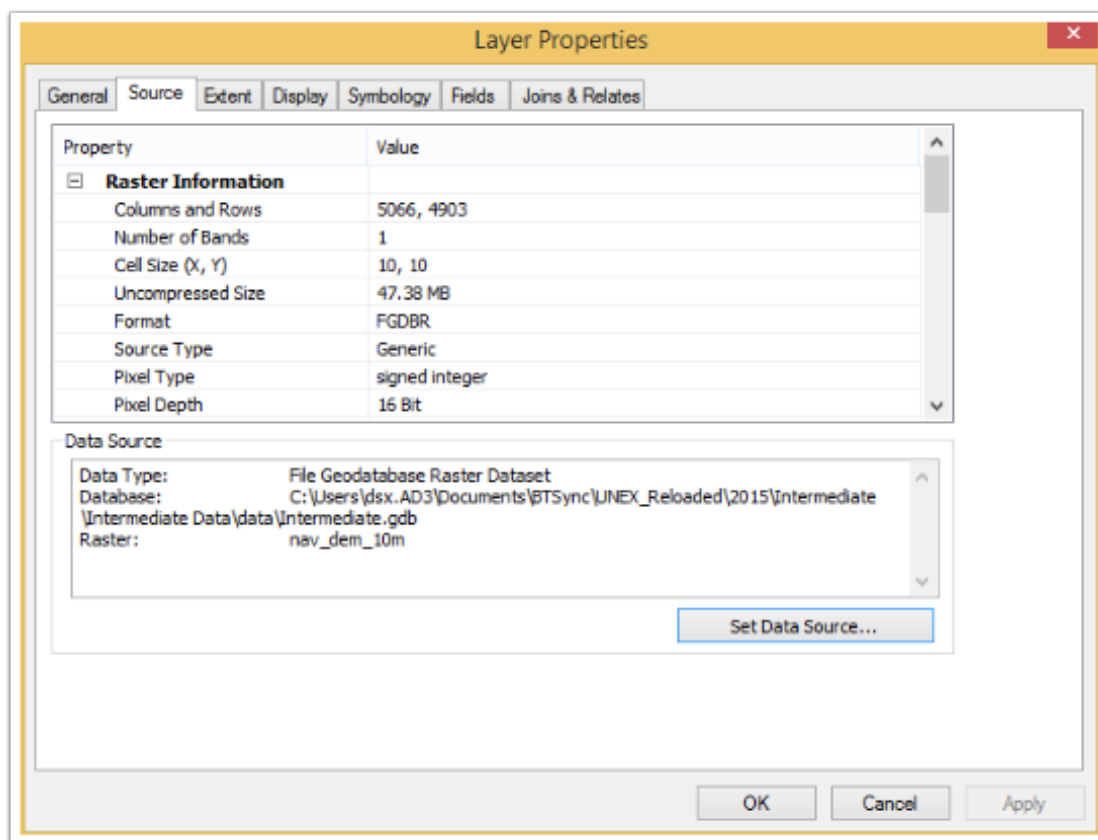 Layer Properties
General Source Extent Display Symbology Fields Joins & Relates
Property Value
Raster Information
Columns and Rows 5066, 4903
Number of Bands 1
Cell Size (X, Y) 10, 10
Uncompressed Size 47.38 MB
Format FGDBR
Source Type Generic
Pixel Type signed integer
Pixel Depth 16 Bit
Data Source
Data Type: File Geodatabase Raster Dataset
Database: C:\Users\dsx.AD3\Documents\BTSync\UNEX_Reloaded\2015\Intermediate
\Intermediate Data\data\Intermediate.gdb
Raster: nav_dem_10m
Set Data Source...
OK Cancel Apply